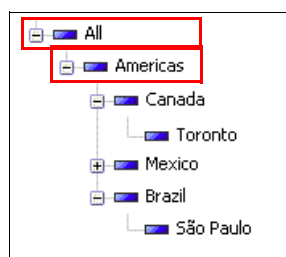 All
Americas
Canada
Toronto
Mexico
Brazil
São Paulo